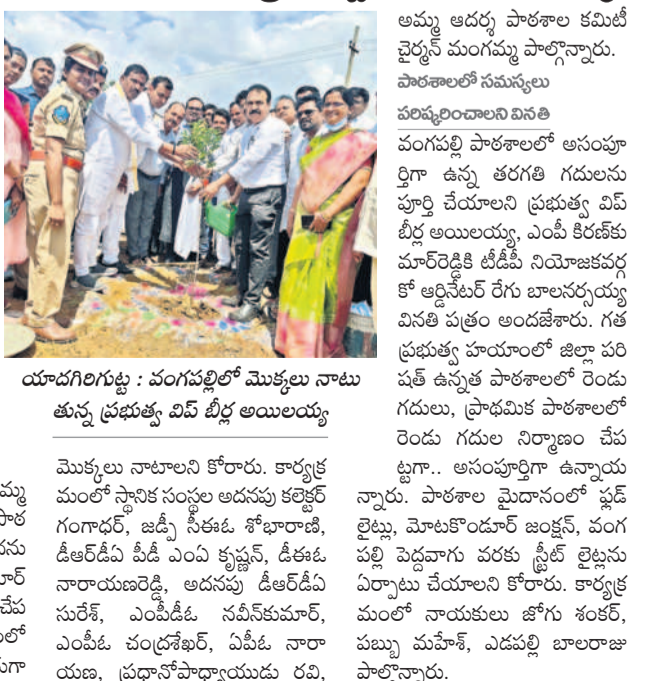 యాదగిరిగుట్ట : వంగపల్లిలో మొక్కలు నాటు
తున్న ప్రభుత్వ విప్ బీర్ల అయిలయ్య
మొక్కలు నాటాలని కోరారు. కార్యక్ర
మంలో స్థానిక సంస్థల అదనపు కలెక్టర్
గంగాధర్, జడ్పీ సీఈఓ శోభారాణి,
డీఆర్‌డీఏ పీడీ ఎంఏ కృష్ణన్, డీఈఓ
నారాయణరెడ్డి, అదనపు డీఆర్‌డీఏ
సురేశ్, ఎంపీడీఓ నవీన్‌కుమార్,
ఎంపీఓ చంద్రశేఖర్, ఏపీఓ నారా
యణ, ప్రధానోపాధ్యాయుడు రవి,
అమ్మ ఆదర్శ పాఠశాల కమిటీ
చైర్మన్ మంగమ్మ పాల్గొన్నారు.
పాఠశాలలో సమస్యలు
పరిష్కరించాలని వినతి
వంగపల్లి పాఠశాలలో అసంపూ
ర్తిగా ఉన్న తరగతి గదులను
పూర్తి చేయాలని ప్రభుత్వ విప్
బీర్ల అయిలయ్య, ఎంపీ కిరణ్‌కు
మార్‌రెడ్డికి టీడీపీ నియోజకవర్గ
కో ఆర్డినేటర్ రేగు బాలనర్సయ్య
వినతి పత్రం అందజేశారు. గత
ప్రభుత్వ హయాంలో జిల్లా పరి
షత్ ఉన్నత పాఠశాలలో రెండు
గదులు, ప్రాథమిక పాఠశాలలో
రెండు గదుల నిర్మాణం చేప
ట్టగా.. అసంపూర్తిగా ఉన్నాయ
న్నారు. పాఠశాల మైదానంలో ఫ్లడ్
లైట్లు, మోటకొండూర్ జంక్షన్, వంగ
పల్లి పెద్దవాగు వరకు స్ట్రీట్ లైట్లను
ఏర్పాటు చేయాలని కోరారు. కార్యక్ర
మంలో నాయకులు జోగు శంకర్,
పబ్బు మహేశ్, ఎడపల్లి బాలరాజు
పాల్గొన్నారు.